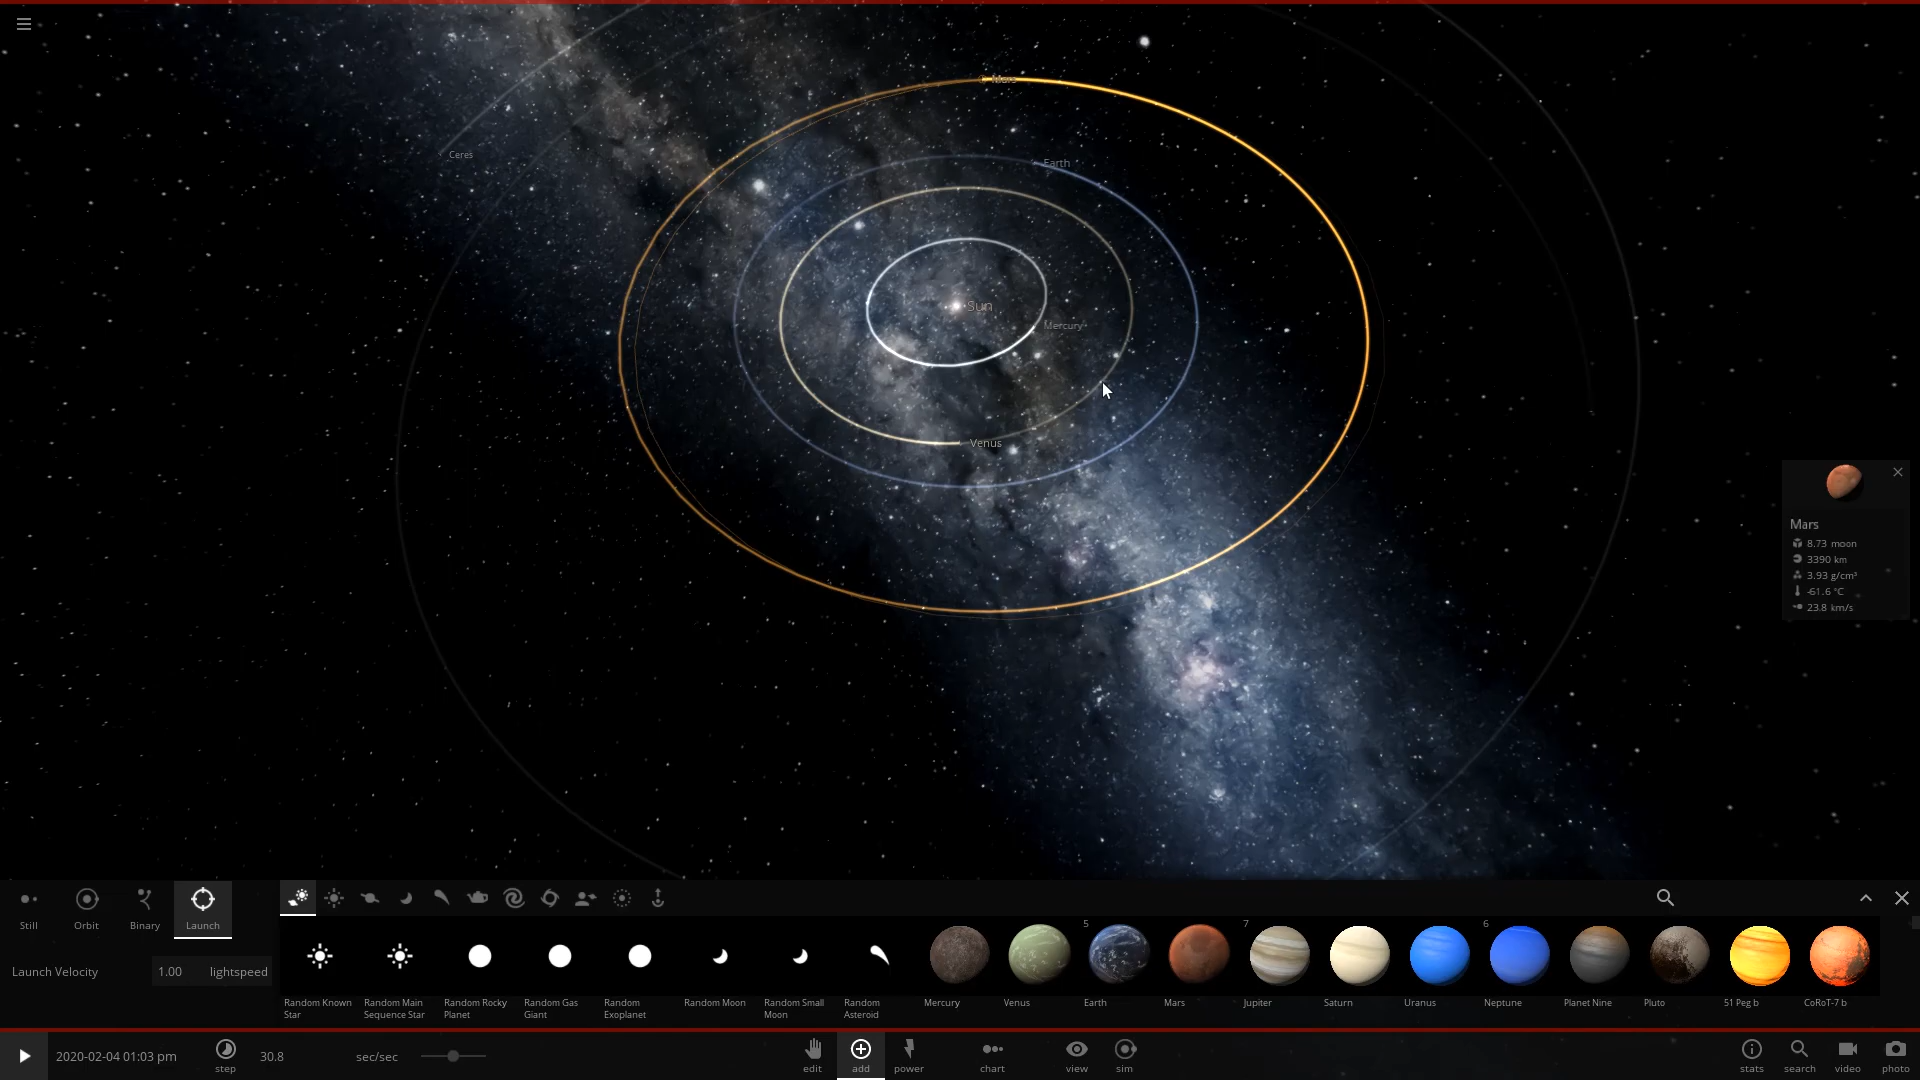 Mars
Earth
Ceres
Sun
Mercury
Venus
Mars
8.73 moon
3390 km
3.93 g/cm³
-61.6 °C
23.8 km/s
Still
Orbit
Binary
Launch
Launch Velocity
1.00
lightspeed
5
7
6
Random Known
Star
Random Main
Sequence Star
Random Rocky
Planet
Random Gas
Giant
Random
Exoplanet
Random Moon
Random Small
Moon
Random
Asteroid
Mercury
Venus
Earth
Mars
Jupiter
Saturn
Uranus
Neptune
Planet Nine
Pluto
51 Peg b
CoRoT-7 b
2020-02-04 01:03 pm
step
30.8
sec/sec
edit
add
power
chart
view
sim
stats
search
video
photo